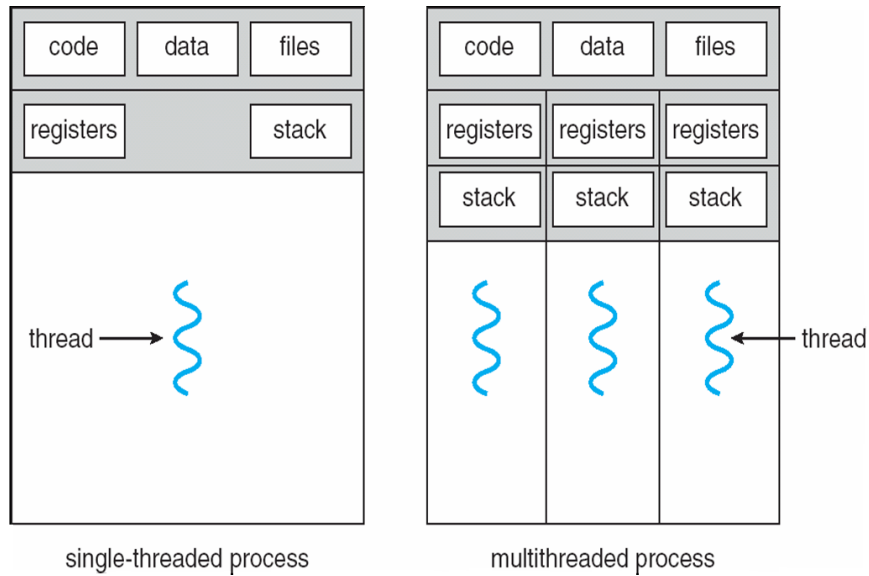 code data files
registers stack
thread
single-threaded process
code data files
registers registers registers
stack stack stack
thread
multithreaded process